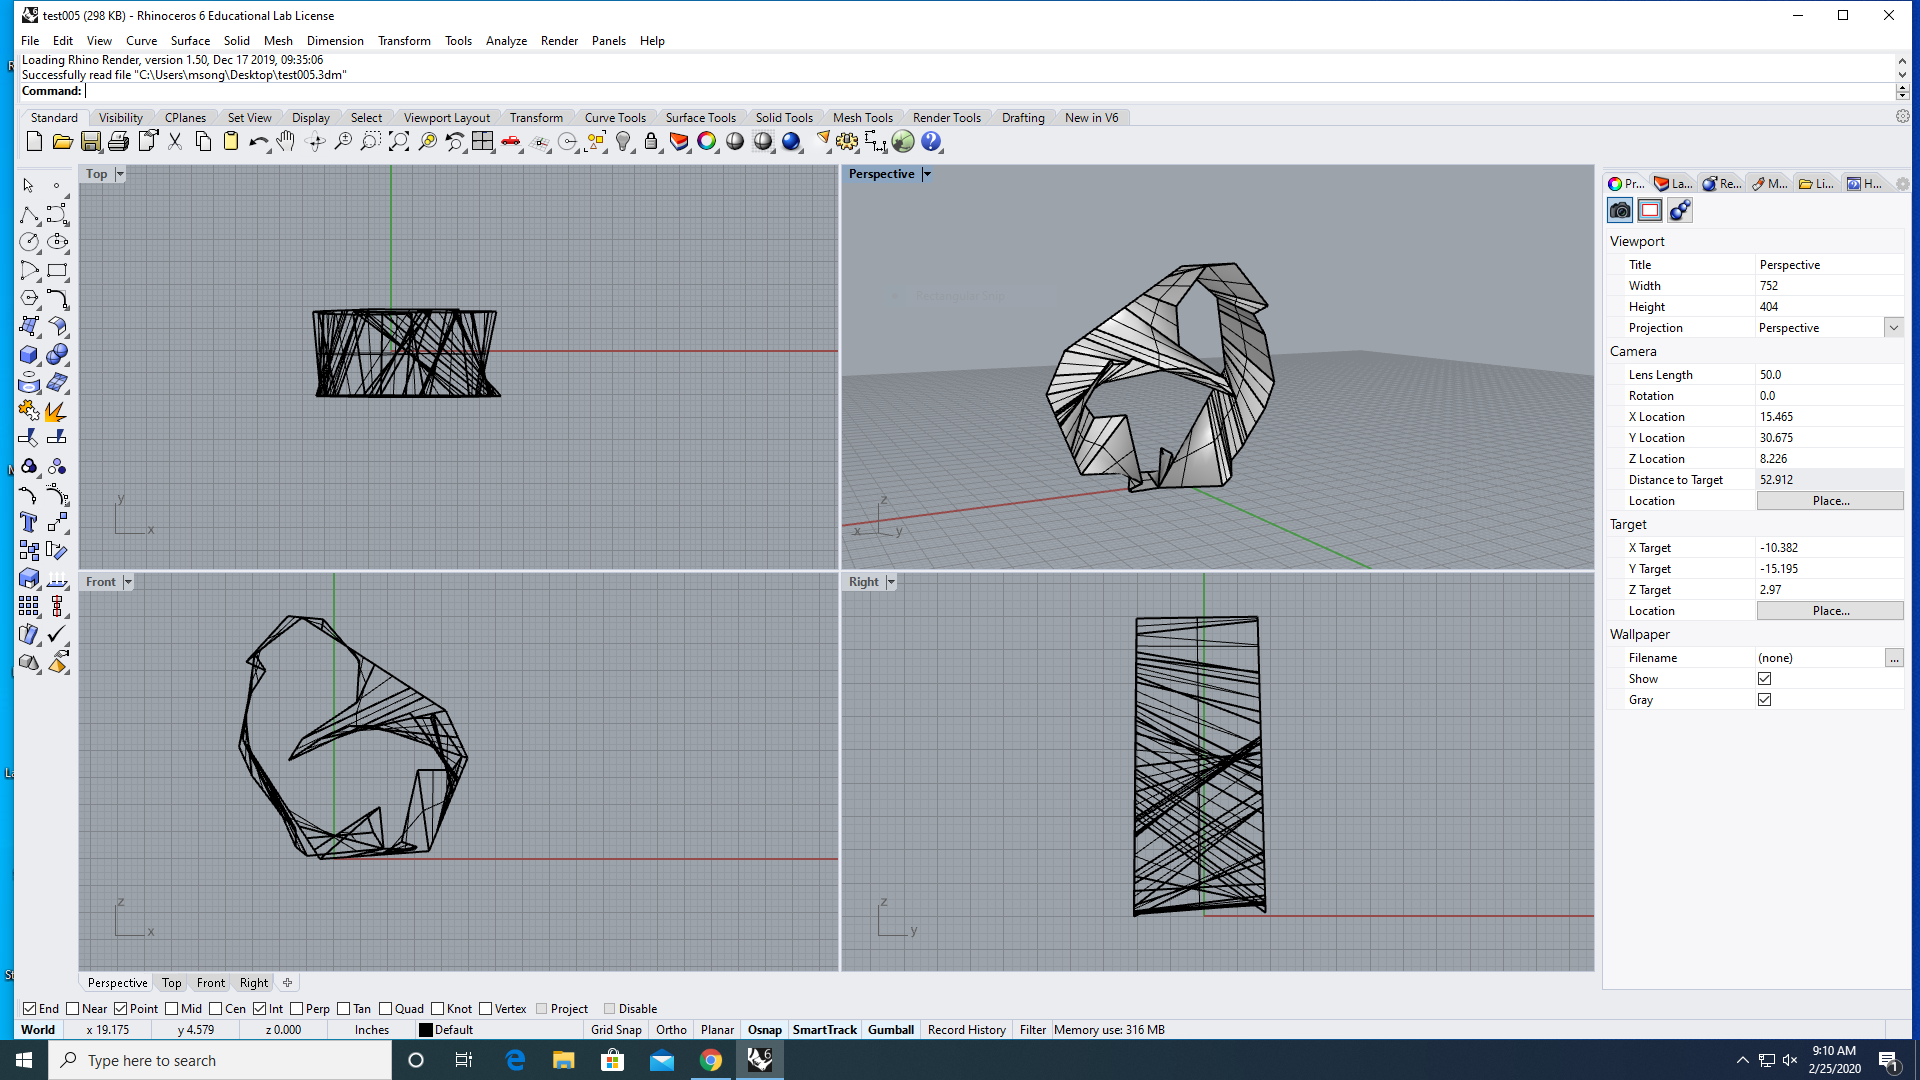 test005 (298 KB) - Rhinoceros 6 Educational Lab License
File Edit View Curve Surface Solid Mesh Dimension Transform Tools Analyze Render Panels Help
Loading Rhino Render, version 1.50, Dec 17 2019, 09:35:06
Successfully read file "C:\Users\msong\Desktop\test005.3dm"
Command:
Standard Visibility CPlanes Set View Display Select Viewport Layout Transform Curve Tools Surface Tools Solid Tools Mesh Tools Render Tools Drafting New in V6
Top
Perspective
Pr... La... Re... M... Li... H...
Viewport
Title Perspective
Width 752
Height 404
Projection Perspective
Camera
Lens Length 50.0
Rotation 0.0
X Location 15.465
Y Location 30.675
Z Location 8.226
Distance to Target 52.912
Location Place...
Target
X Target -10.382
Y Target -15.195
Z Target 2.97
Location Place...
Wallpaper
Filename (none) ...
Show
Gray
y
x
z
x
y
Front
Right
z
x
z
y
Perspective Top Front Right
End Near Point Mid Cen Int Perp Tan Quad Knot Vertex Project Disable
World x 19.175 y 4.579 z 0.000 Inches Default Grid Snap Ortho Planar Osnap SmartTrack Gumball Record History Filter Memory use: 316 MB
Type here to search
6
9:10 AM
2/25/2020
1